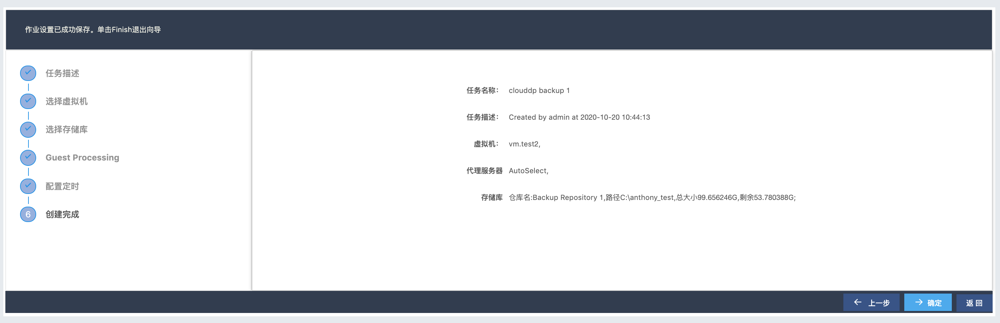 作业设置已成功保存。单击Finish退出向导
任务描述
选择虚拟机
选择存储库
Guest Processing
配置定时
6 创建完成
任务名称： clouddp backup 1
任务描述： Created by admin at 2020-10-20 10:44:13
虚拟机： vm.test2,
代理服务器 AutoSelect,
存储库 仓库名:Backup Repository 1,路径C:\anthony_test,总大小99.656246G,剩余53.780388G;
← 上一步 → 确定 返 回